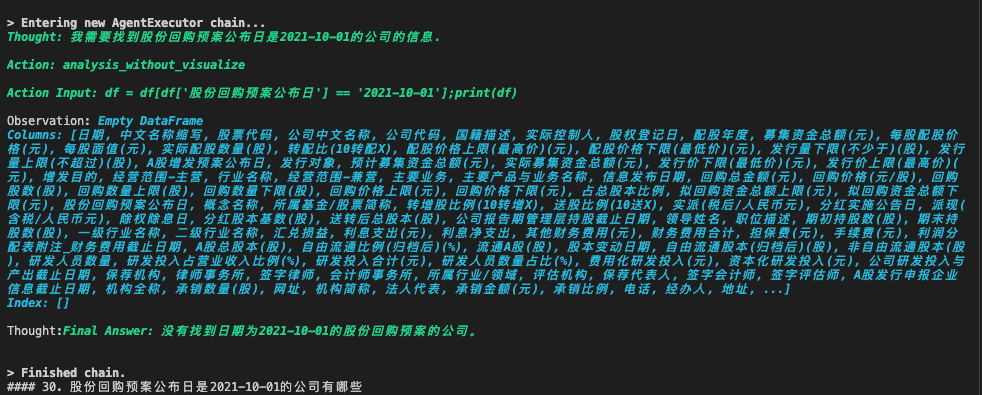 > Entering new AgentExecutor chain...
Thought: 我需要找到股份回购预案公布日是2021-10-01的公司的信息.
Action: analysis_without_visualize
Action Input: df = df[df['股份回购预案公布日'] == '2021-10-01'];print(df)
Observation: Empty DataFrame
Columns: [日期, 中文名称缩写, 股票代码, 公司中文名称, 公司代码, 国籍描述, 实际控制人, 股权登记日, 配股年度, 募集资金总额(元), 每股配股价
格(元), 每股面值(元), 实际配股数量(股), 转配比(10转配X), 配股价格上限(最高价)(元), 配股价格下限(最低价)(元), 发行量下限(不少于)(股), 发行
量上限(不超过)(股), A股增发预案公布日, 发行对象, 预计募集资金总额(元), 实际募集资金总额(元), 发行价下限(最低价)(元), 发行价上限(最高价)(
元), 增发目的, 经营范围-主营, 行业名称, 经营范围-兼营, 主要业务, 主要产品与业务名称, 信息发布日期, 回购总金额(元), 回购价格(元/股), 回购
股数(股), 回购数量上限(股), 回购数量下限(股), 回购价格上限(元), 回购价格下限(元), 占总股本比例, 拟回购资金总额上限(元), 拟回购资金总额下
限(元), 股份回购预案公布日, 概念名称, 所属基金/股票简称, 转增股比例(10转增X), 送股比例(10送X), 实派(税后/人民币元), 分红实施公告日, 派现(
含税/人民币元), 除权除息日, 分红股本基数(股), 送转后总股本(股), 公司报告期管理层持股截止日期, 领导姓名, 职位描述, 期初持股数(股), 期末持
股数(股), 一级行业名称, 二级行业名称, 汇兑损益, 利息支出(元), 利息净支出(元), 其他财务费用(元), 财务费用合计, 担保费(元), 手续费(元), 利润分
配表附注_财务费用截止日期, A股总股本(股), 自由流通比例(归档后)(%), 流通A股(股), 股本变动日期, 自由流通股本(归档后)(股), 非自由流通股本(股
), 研发人员数量, 研发投入占营业收入比例(%), 研发投入合计(元), 研发人员数量占比(%), 费用化研发投入(元), 资本化研发投入(元), 公司研发投入与
产出截止日期, 保荐机构, 律师事务所, 签字律师, 会计师事务所, 所属行业/领域, 评估机构, 保荐代表人, 签字会计师, 签字评估师, A股发行申报企业
信息截止日期, 机构全称, 承销数量(股), 网址, 机构简称, 法人代表, 承销金额(元), 承销比例, 电话, 经办人, 地址, ...]
Index: []
Thought:Final Answer: 没有找到日期为2021-10-01的股份回购预案的公司。
> Finished chain.
#### 30. 股份回购预案公布日是2021-10-01的公司有哪些